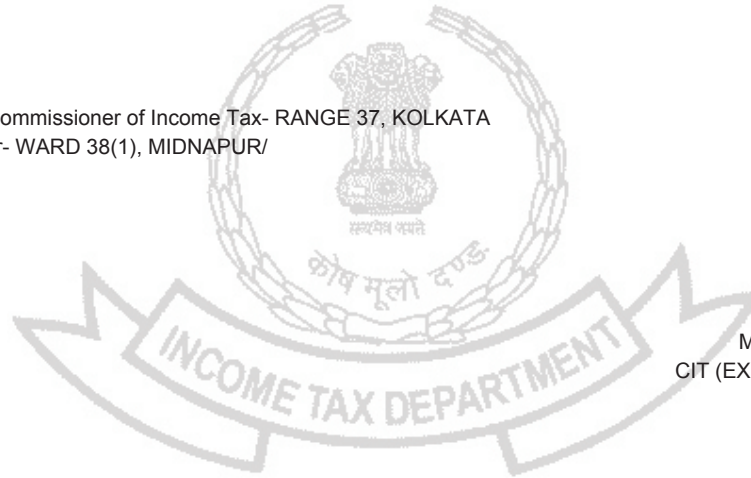 ommissioner of Income Tax- RANGE 37, KOLKATA
- WARD 38(1), MIDNAPUR/
सत्यमेव जयते
कोष मूलो दण्डः
INCOME TAX DEPARTMENT
M
CIT (EX